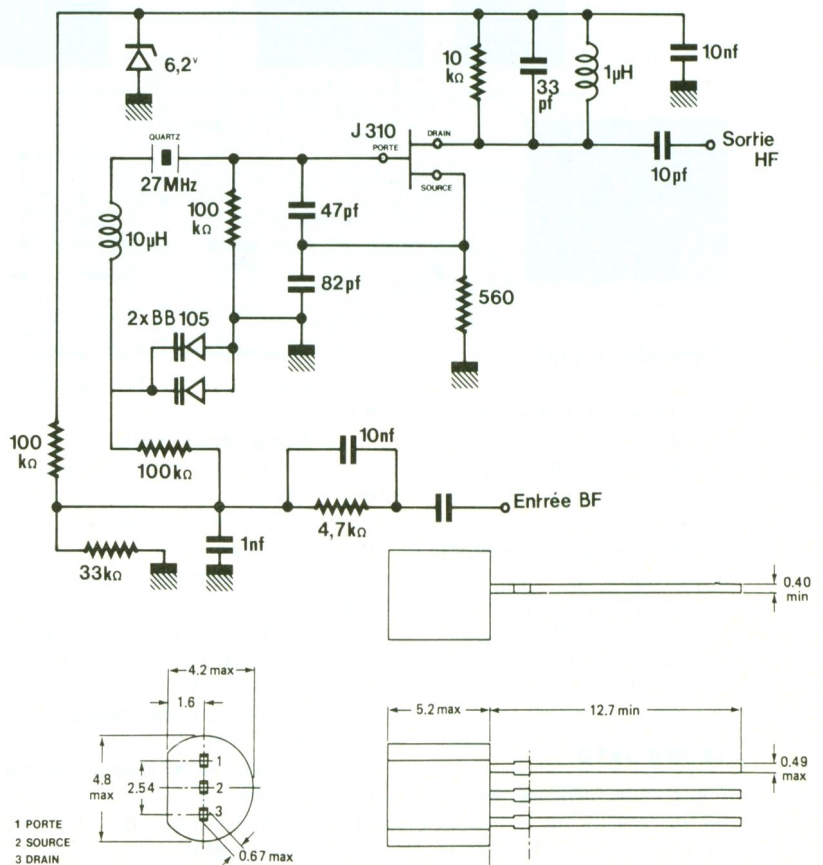 6,2v
10
kΩ
33
pf
1µH
10nf
QUARTZ
27MHz
J 310
PORTE
DRAIN
SOURCE
10pf
Sortie
HF
100
kΩ
47pf
10µH
82pf
560
2xBB 105
100
kΩ
100kΩ
10nf
4,7kΩ
Entrée BF
1nf
33kΩ
0.40
min
4.2 max
1.6
5.2 max
12.7 min
4.8
max
2.54
1
2
3
0.49
max
0.67 max
1 PORTE
2 SOURCE
3 DRAIN